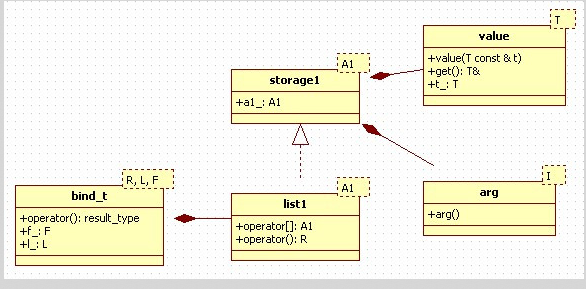 T
value
+value(T const & t)
+get(): T&
+t_: T
A1
storage1
+a1_: A1
R, L, F
bind_t
+operator(): result_type
+f_: F
+l_: L
A1
list1
+operator[]: A1
+operator(): R
I
arg
+arg()